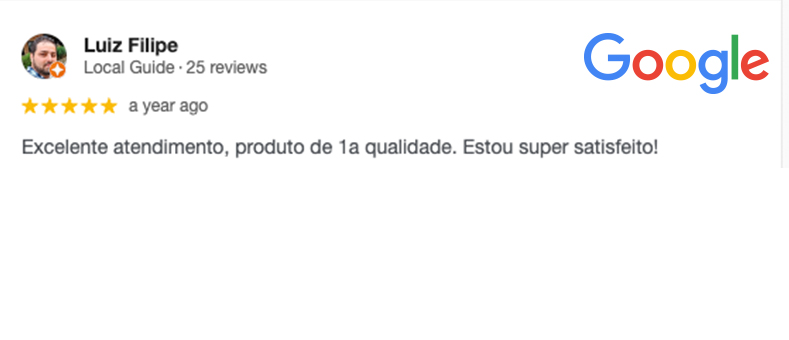 Luiz Filipe
Google
Local Guide · 25 reviews
a year ago
Excelente atendimento, produto de 1a qualidade. Estou super satisfeito!